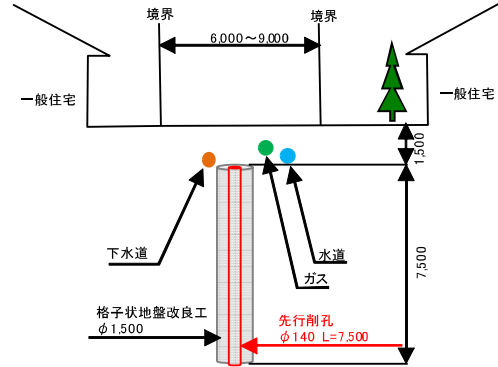 境界
境界
6,000～9,000
一般住宅
一般住宅
1,500
下水道
水道
ガス
7,500
格子状地盤改良工
φ1,500
先行削孔
φ140 L=7,500